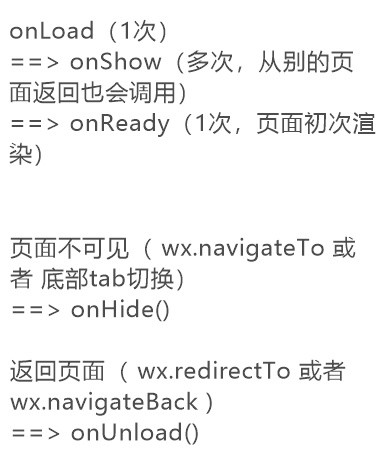 onLoad（1次）
==> onShow（多次，从别的页
面返回也会调用）
==> onReady（1次，页面初次渲
染）
页面不可见（ wx.navigateTo 或
者 底部tab切换）
==> onHide()
返回页面（ wx.redirectTo 或者
wx.navigateBack ）
==> onUnload()